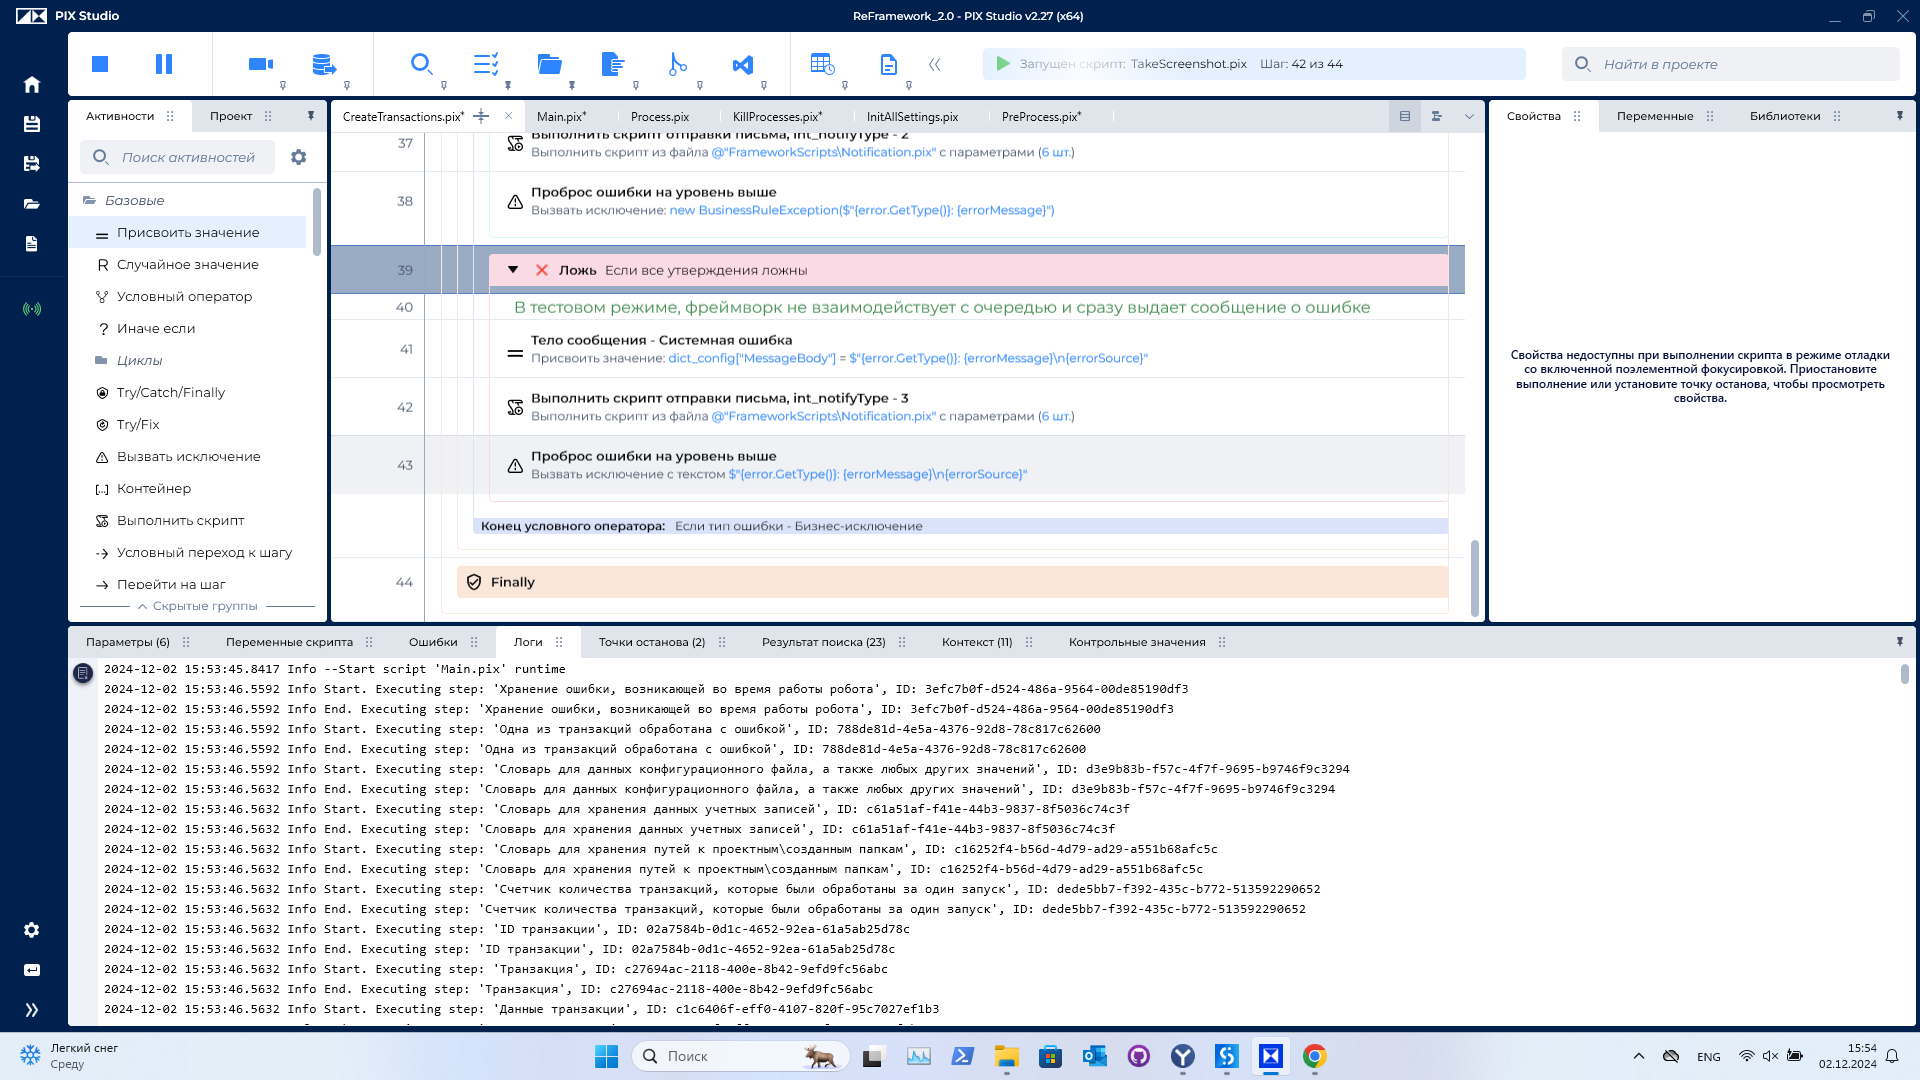 PIX Studio
ReFramework_2.0 - PIX Studio v2.27 (x64)
Запущен скрипт: TakeScreenshot.pix Шаг: 42 из 44
Найти в проекте
Активности
Проект
CreateTransactions.pix*
Main.pix*
Process.pix
KillProcesses.pix*
InitAllSettings.pix
PreProcess.pix*
Свойства
Переменные
Библиотеки
Поиск активностей
Базовые
Присвоить значение
Случайное значение
Условный оператор
Иначе если
Циклы
Try/Catch/Finally
Try/Fix
Вызвать исключение
Контейнер
Выполнить скрипт
Условный переход к шагу
Перейти на шаг
Скрытые группы
37
Выполнить скрипт отправки письма, int_notifyType - 2
Выполнить скрипт из файла @"FrameworkScripts\Notification.pix" с параметрами (6 шт.)
38
Проброс ошибки на уровень выше
Вызвать исключение: new BusinessRuleException($"{error.GetType()}: {errorMessage}")
39
Ложь Если все утверждения ложны
40
В тестовом режиме, фреймворк не взаимодействует с очередью и сразу выдает сообщение о ошибке
41
Тело сообщения - Системная ошибка
Присвоить значение: dict_config["MessageBody"] = $"{error.GetType()}: {errorMessage}\n{errorSource}"
42
Выполнить скрипт отправки письма, int_notifyType - 3
Выполнить скрипт из файла @"FrameworkScripts\Notification.pix" с параметрами (6 шт.)
43
Проброс ошибки на уровень выше
Вызвать исключение с текстом $"{error.GetType()}: {errorMessage}\n{errorSource}"
Конец условного оператора: Если тип ошибки - Бизнес-исключение
44
Finally
Свойства недоступны при выполнении скрипта в режиме отладки
со включенной поэлементной фокусировкой. Приостановите
выполнение или установите точку останова, чтобы просмотреть
свойства.
Параметры (6)
Переменные скрипта
Ошибки
Логи
Точки останова (2)
Результат поиска (23)
Контекст (11)
Контрольные значения
2024-12-02 15:53:45.8417 Info --Start script 'Main.pix' runtime
2024-12-02 15:53:46.5592 Info Start. Executing step: 'Хранение ошибки, возникающей во время работы робота', ID: 3efc7b0f-d524-486a-9564-00de85190df3
2024-12-02 15:53:46.5592 Info End. Executing step: 'Хранение ошибки, возникающей во время работы робота', ID: 3efc7b0f-d524-486a-9564-00de85190df3
2024-12-02 15:53:46.5592 Info Start. Executing step: 'Одна из транзакций обработана с ошибкой', ID: 788de81d-4e5a-4376-92d8-78c817c62600
2024-12-02 15:53:46.5592 Info End. Executing step: 'Одна из транзакций обработана с ошибкой', ID: 788de81d-4e5a-4376-92d8-78c817c62600
2024-12-02 15:53:46.5592 Info Start. Executing step: 'Словарь для данных конфигурационного файла, а также любых других значений', ID: d3e9b83b-f57c-4f7f-9695-b9746f9c3294
2024-12-02 15:53:46.5632 Info End. Executing step: 'Словарь для данных конфигурационного файла, а также любых других значений', ID: d3e9b83b-f57c-4f7f-9695-b9746f9c3294
2024-12-02 15:53:46.5632 Info Start. Executing step: 'Словарь для хранения данных учетных записей', ID: c61a51af-f41e-44b3-9837-8f5036c74c3f
2024-12-02 15:53:46.5632 Info End. Executing step: 'Словарь для хранения данных учетных записей', ID: c61a51af-f41e-44b3-9837-8f5036c74c3f
2024-12-02 15:53:46.5632 Info Start. Executing step: 'Словарь для хранения путей к проектным\созданным папкам', ID: c16252f4-b56d-4d79-ad29-a551b68afc5c
2024-12-02 15:53:46.5632 Info End. Executing step: 'Словарь для хранения путей к проектным\созданным папкам', ID: c16252f4-b56d-4d79-ad29-a551b68afc5c
2024-12-02 15:53:46.5632 Info Start. Executing step: 'Счетчик количества транзакций, которые были обработаны за один запуск', ID: dede5bb7-f392-435c-b772-513592290652
2024-12-02 15:53:46.5632 Info End. Executing step: 'Счетчик количества транзакций, которые были обработаны за один запуск', ID: dede5bb7-f392-435c-b772-513592290652
2024-12-02 15:53:46.5632 Info Start. Executing step: 'ID транзакции', ID: 02a7584b-0d1c-4652-92ea-61a5ab25d78c
2024-12-02 15:53:46.5632 Info End. Executing step: 'ID транзакции', ID: 02a7584b-0d1c-4652-92ea-61a5ab25d78c
2024-12-02 15:53:46.5632 Info Start. Executing step: 'Транзакция', ID: c27694ac-2118-400e-8b42-9efd9fc56abc
2024-12-02 15:53:46.5632 Info End. Executing step: 'Транзакция', ID: c27694ac-2118-400e-8b42-9efd9fc56abc
2024-12-02 15:53:46.5632 Info Start. Executing step: 'Данные транзакции', ID: c1c6406f-eff0-4107-820f-95c7027ef1b3
Легкий снег
Среду
Поиск
ENG
15:54
02.12.2024